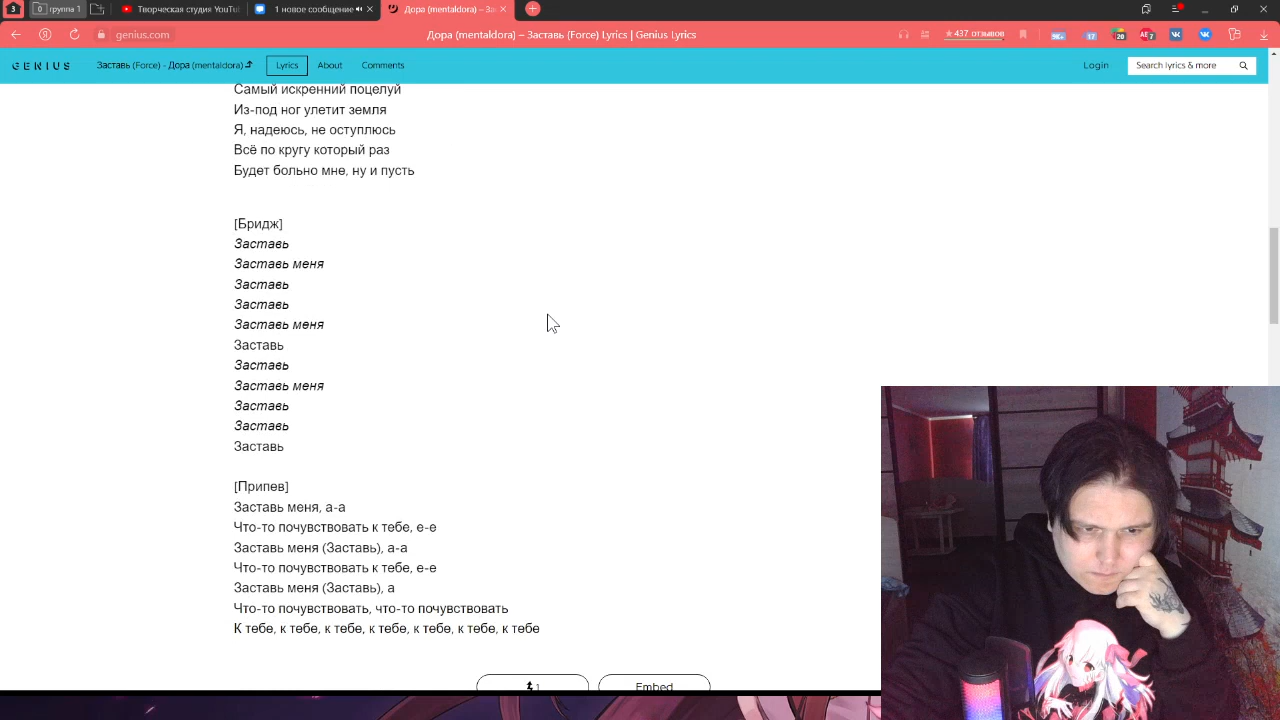 3
0 группа 1
Творческая студия YouTu
1 новое сообщение
Дора (mentaldora) – За
genius.com
Дора (mentaldora) – Заставь (Force) Lyrics | Genius Lyrics
★ 437 отзывов
GENIUS
Заставь (Force) - Дора (mentaldora)
Lyrics
About
Comments
Login
Search lyrics & more
Самый искренний поцелуй
Из-под ног улетит земля
Я, надеюсь, не оступлюсь
Всё по кругу который раз
Будет больно мне, ну и пусть
[Бридж]
Заставь
Заставь меня
Заставь
Заставь
Заставь меня
Заставь
Заставь
Заставь меня
Заставь
Заставь
Заставь
[Припев]
Заставь меня, а-а
Что-то почувствовать к тебе, е-е
Заставь меня (Заставь), а-а
Что-то почувствовать к тебе, е-е
Заставь меня (Заставь), а
Что-то почувствовать, что-то почувствовать
К тебе, к тебе, к тебе, к тебе, к тебе, к тебе, к тебе
1
Embed